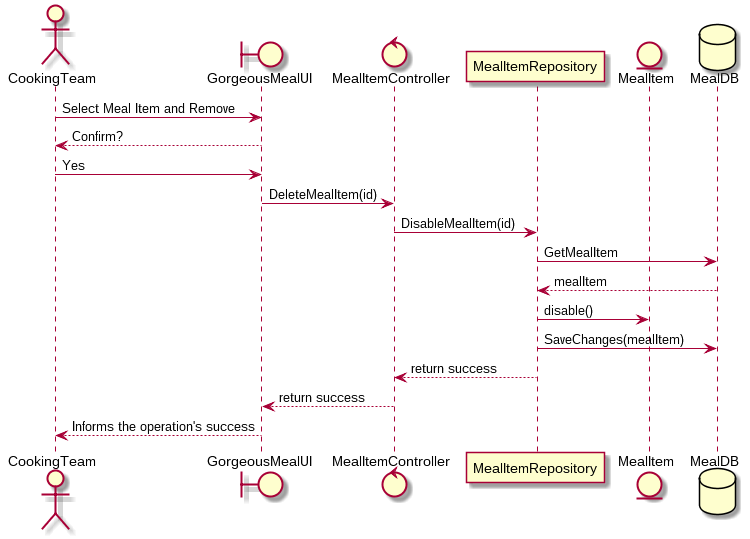 CookingTeam
GorgeousMealUI
MealItemController
MealItemRepository
MealItem
MealDB
Select Meal Item and Remove
Confirm?
Yes
DeleteMealItem(id)
DisableMealItem(id)
GetMealItem
mealItem
disable()
SaveChanges(mealItem)
return success
return success
Informs the operation's success
CookingTeam
GorgeousMealUI
MealItemController
MealItemRepository
MealItem
MealDB